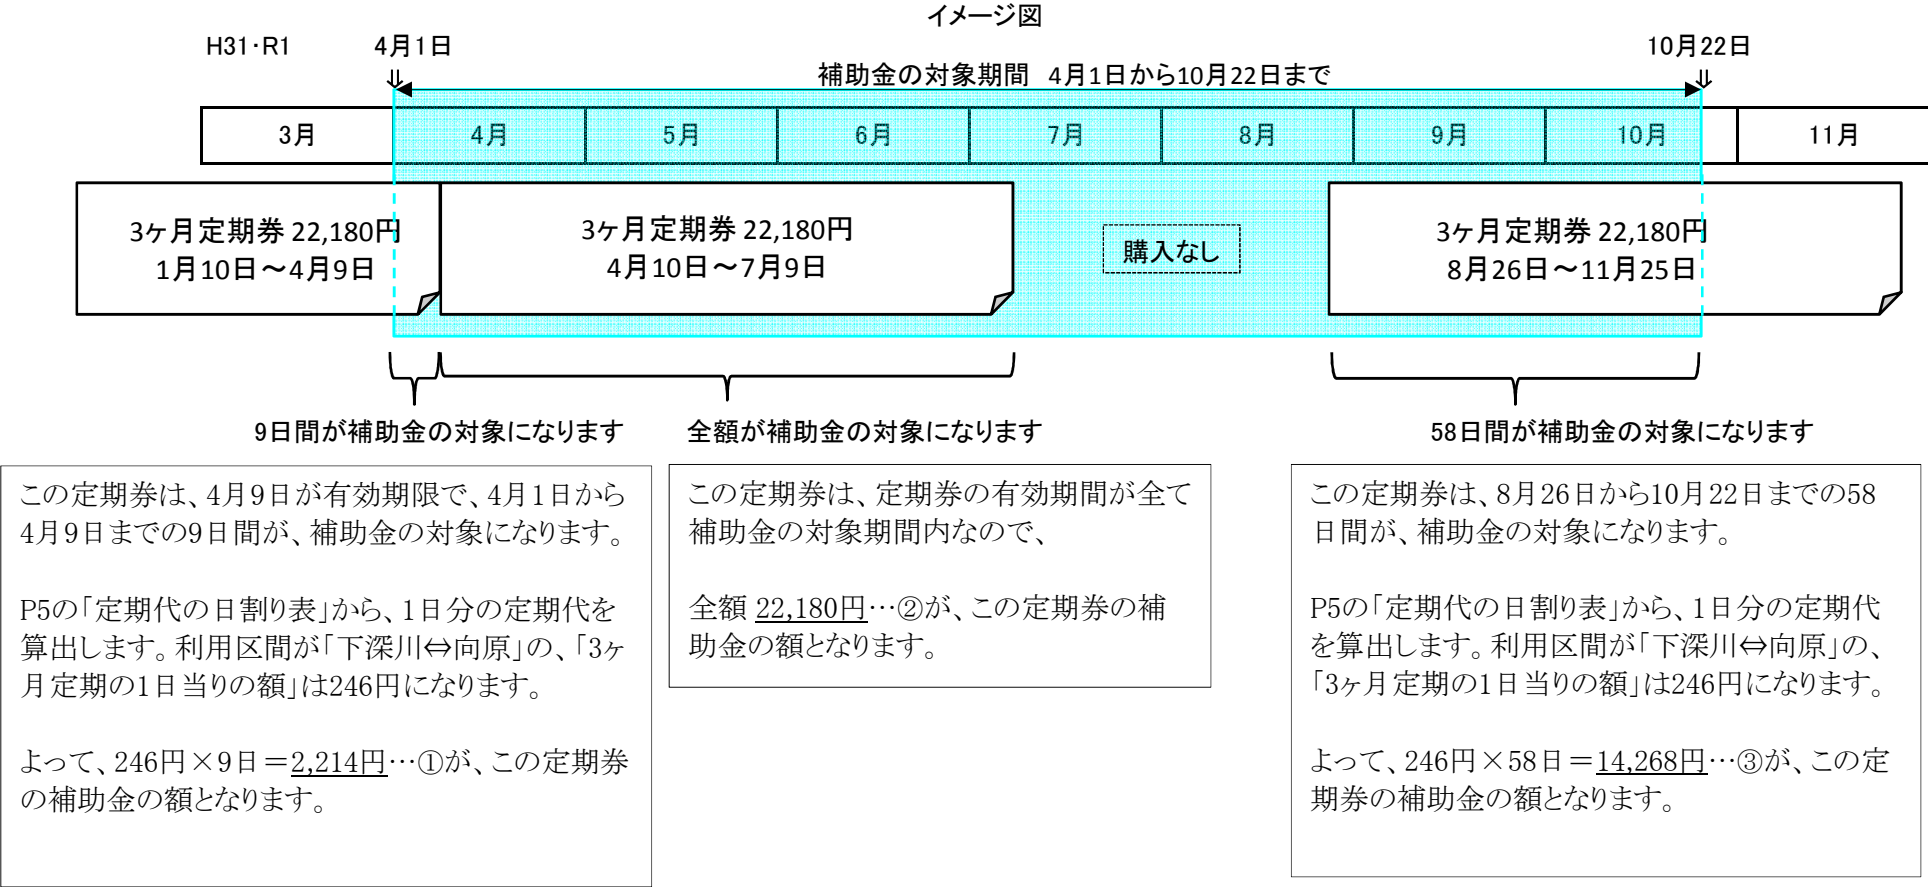 イメージ図
H31･R1
4月1日
10月22日
⇓
⇓
補助金の対象期間　4月1日から10月22日まで
3月
4月
5月
6月
7月
8月
9月
10月
11月
3ヶ月定期券 22,180円
1月10日～4月9日
3ヶ月定期券 22,180円
4月10日～7月9日
購入なし
3ヶ月定期券 22,180円
8月26日～11月25日
9日間が補助金の対象になります
全額が補助金の対象になります
58日間が補助金の対象になります
この定期券は、4月9日が有効期限で、4月1日から
4月9日までの9日間が、補助金の対象になります。
P5の「定期代の日割り表」から、1日分の定期代を
算出します。利用区間が「下深川⇔向原」の、「3ヶ
月定期の1日当りの額」は246円になります。
よって、246円×9日＝2,214円…①が、この定期券
の補助金の額となります。
この定期券は、定期券の有効期間が全て
補助金の対象期間内なので、
全額 22,180円…②が、この定期券の補
助金の額となります。
この定期券は、8月26日から10月22日までの58
日間が、補助金の対象になります。
P5の「定期代の日割り表」から、1日分の定期代
を算出します。利用区間が「下深川⇔向原」の、
「3ヶ月定期の1日当りの額」は246円になります。
よって、246円×58日＝14,268円…③が、この定
期券の補助金の額となります。